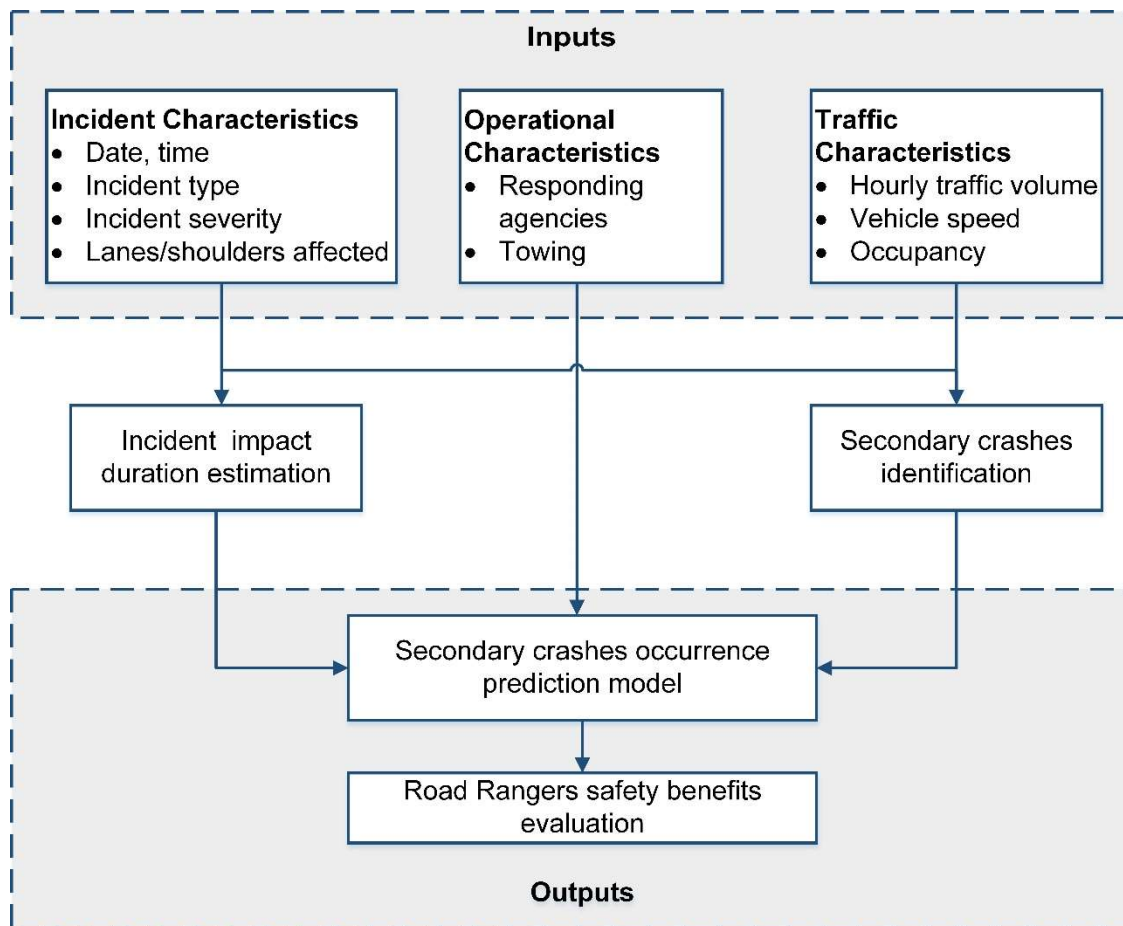 Inputs
Incident Characteristics
• Date, time
• Incident type
• Incident severity
• Lanes/shoulders affected
Operational
Characteristics
• Responding
agencies
• Towing
Traffic
Characteristics
• Hourly traffic volume
• Vehicle speed
• Occupancy
Incident impact
duration estimation
Secondary crashes
identification
Secondary crashes occurrence
prediction model
Road Rangers safety benefits
evaluation
Outputs